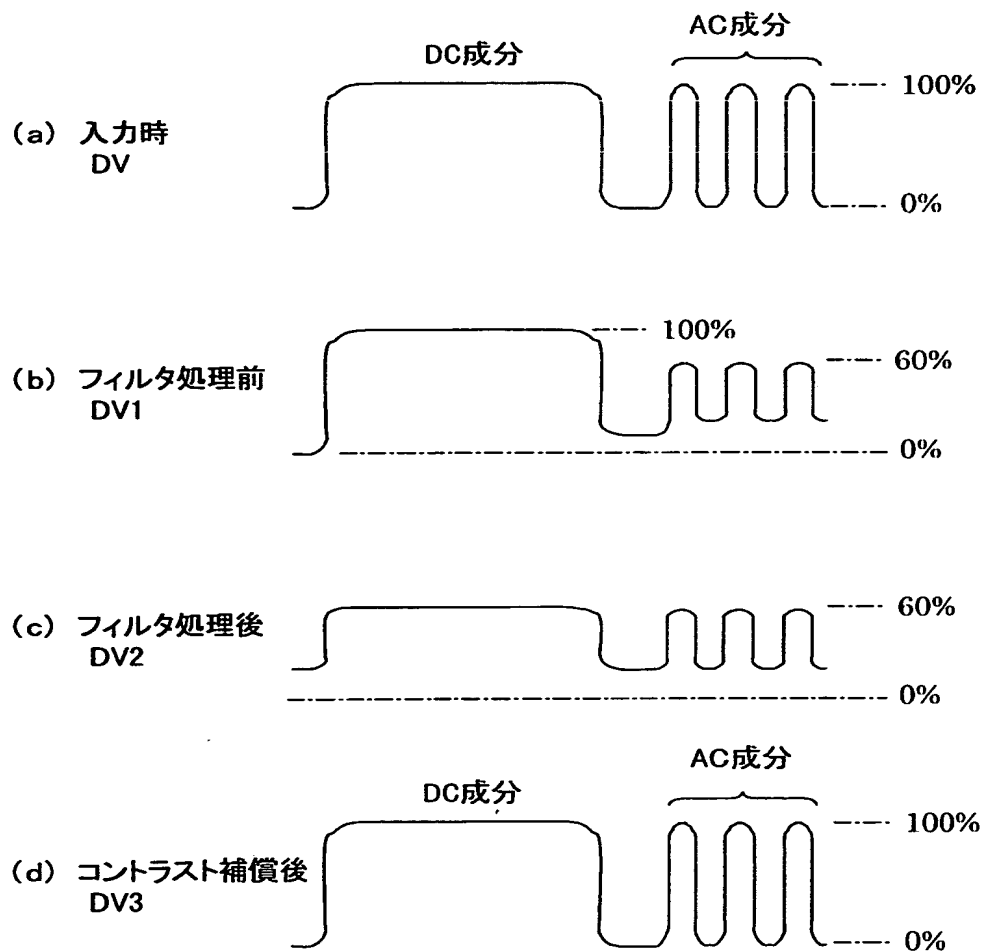 AC成分
DC成分
100%
(a) 入力時
DV
0%
100%
60%
(b) フィルタ処理前
DV1
0%
60%
(c) フィルタ処理後
DV2
0%
AC成分
DC成分
100%
(d) コントラスト補償後
DV3
0%